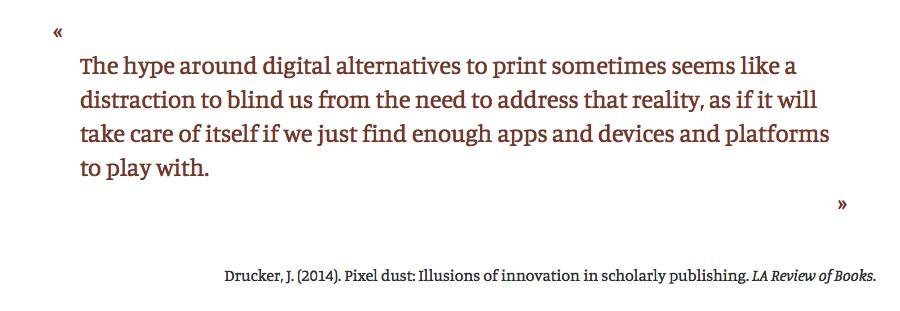 «
The hype around digital alternatives to print sometimes seems like a
distraction to blind us from the need to address that reality, as if it will
take care of itself if we just find enough apps and devices and platforms
to play with.
»
Drucker, J. (2014). Pixel dust: Illusions of innovation in scholarly publishing. LA Review of Books.